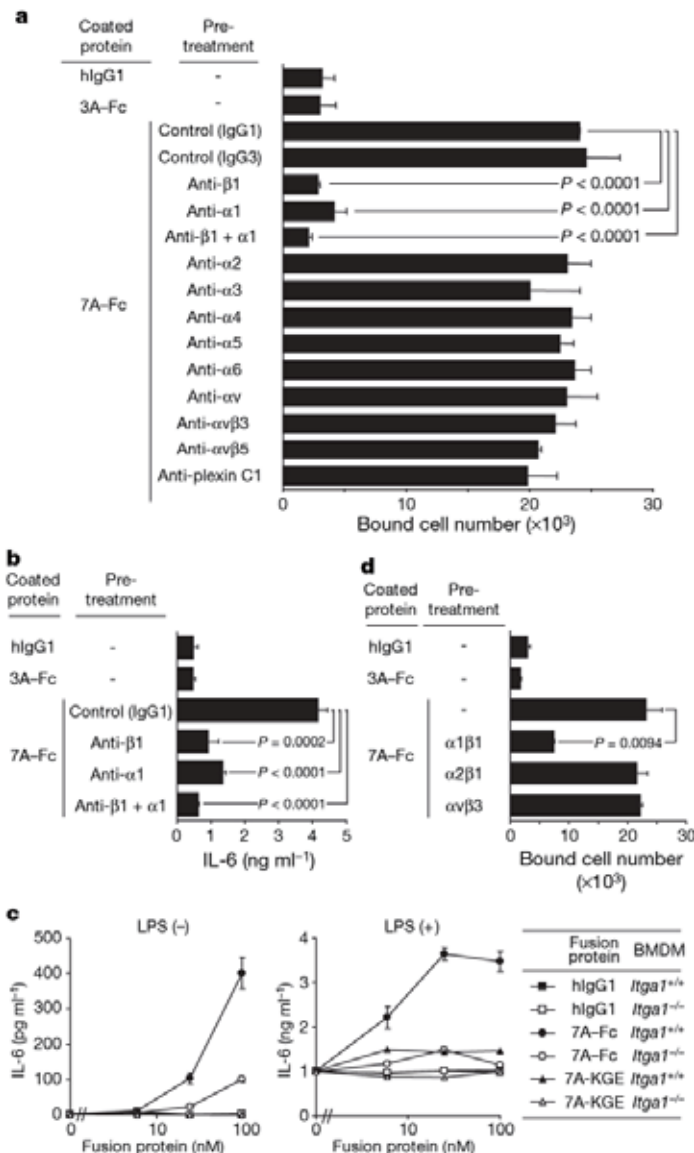 a
Coated protein Pre-treatment
hIgG1 -
3A–Fc -
Control (IgG1)
Control (IgG3)
Anti-β1 P < 0.0001
Anti-α1 P < 0.0001
Anti-β1 + α1 P < 0.0001
Anti-α2
7A–Fc Anti-α3
Anti-α4
Anti-α5
Anti-α6
Anti-αv
Anti-αvβ3
Anti-αvβ5
Anti-plexin C1
0 10 20 30
Bound cell number (×10³)
b
Coated protein Pre-treatment
hIgG1 -
3A–Fc -
Control (IgG1)
7A–Fc Anti-β1 P = 0.0002
Anti-α1 P < 0.0001
Anti-β1 + α1 P < 0.0001
0 1 2 3 4 5
IL-6 (ng ml⁻¹)
d
Coated protein Pre-treatment
hIgG1 -
3A–Fc -
-
7A–Fc α1β1 P = 0.0094
α2β1
αvβ3
0 10 20 30
Bound cell number
(×10³)
c
LPS (–)
500
400
300
200
100
0
IL-6 (pg ml⁻¹)
0 10 100
Fusion protein (nM)
LPS (+)
4
3
2
1
0
IL-6 (ng ml⁻¹)
0 10 100
Fusion protein (nM)
Fusion protein BMDM
hIgG1 Itga1⁺/⁺
hIgG1 Itga1⁻/⁻
7A–Fc Itga1⁺/⁺
7A–Fc Itga1⁻/⁻
7A-KGE Itga1⁺/⁺
7A-KGE Itga1⁻/⁻